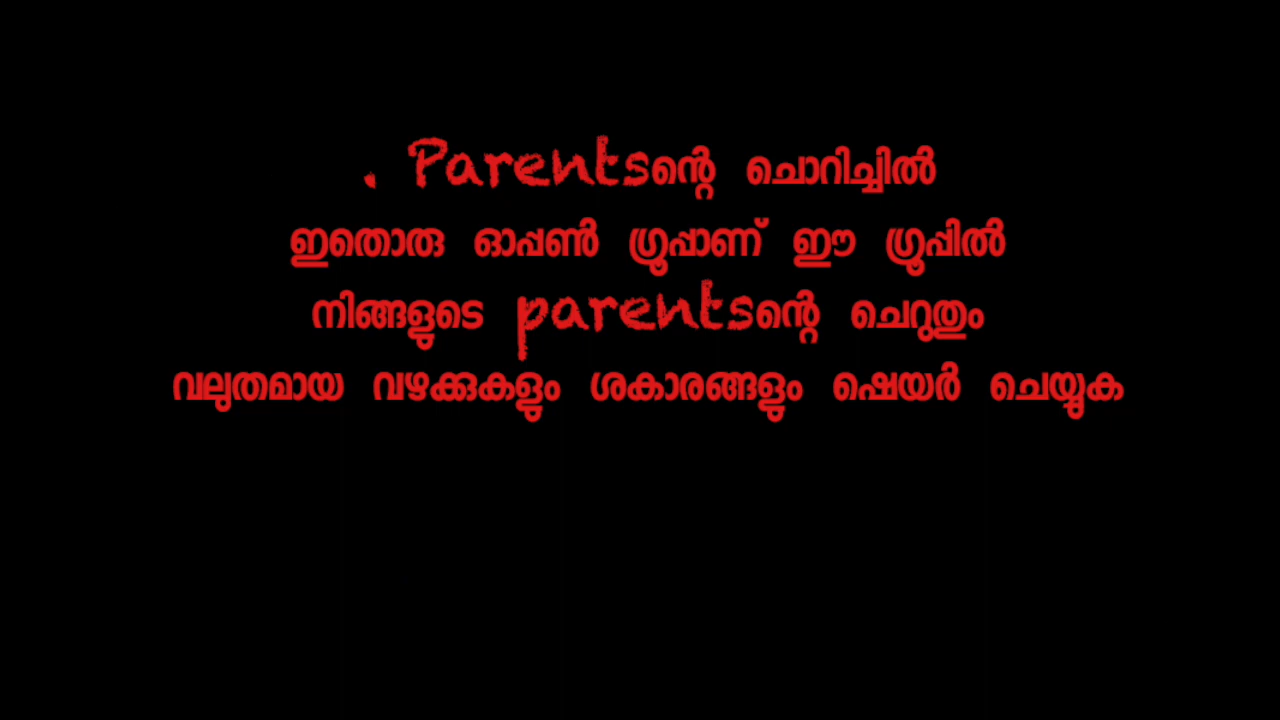 . Parentsന്റെ ചൊറിച്ചിൽ
ഇതൊരു ഓപ്പൺ ഗ്രൂപ്പാണ് ഈ ഗ്രൂപ്പിൽ
നിങ്ങളുടെ parentsന്റെ ചെറുതും
വലുതമായ വഴക്കുകളും ശകാരങ്ങളും ഷെയർ ചെയ്യുക